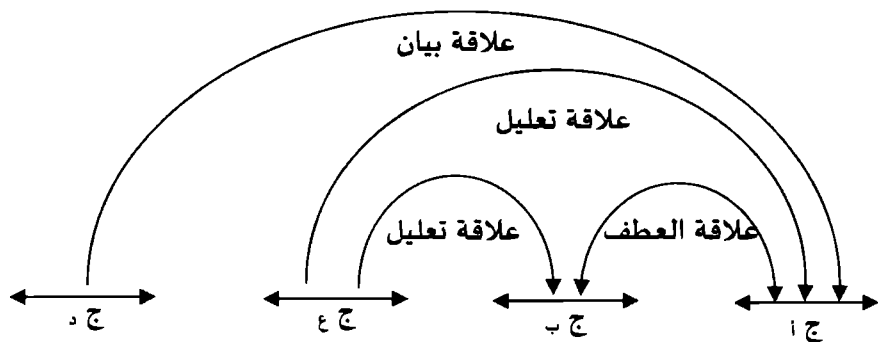 علاقة بيان
علاقة تعليل
علاقة العطف
علاقة تعليل
ج أ
ج ب
ج ع
ج د